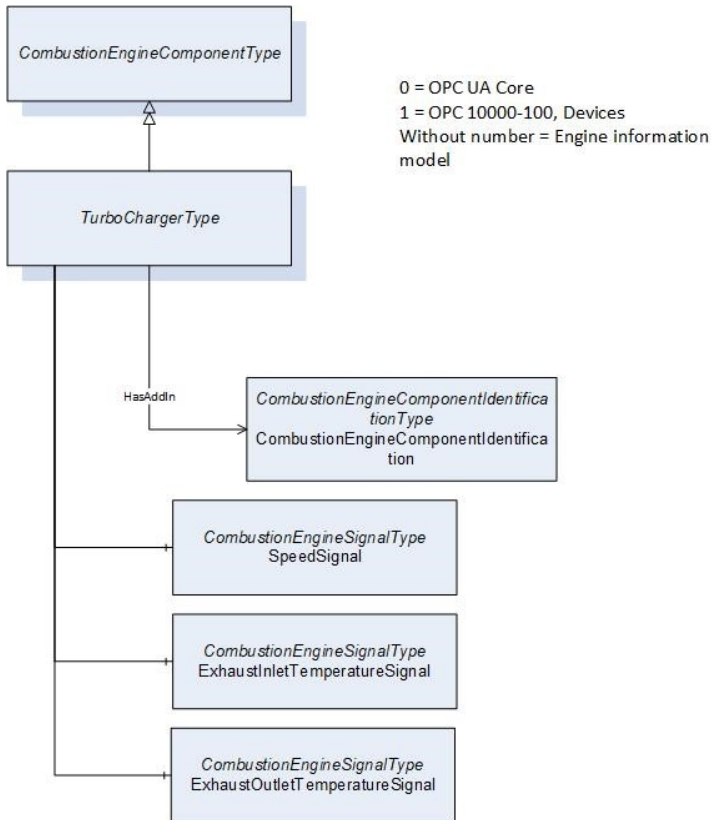 CombustionEngineComponentType
0 = OPC UA Core
1 = OPC 10000-100, Devices
Without number = Engine information
model
TurboChargerType
HasAddIn
CombustionEngineComponentIdentifica
tionType
CombustionEngineComponentIdentifica
tion
CombustionEngineSignalType
SpeedSignal
CombustionEngineSignalType
ExhaustInletTemperatureSignal
CombustionEngineSignalType
ExhaustOutletTemperatureSignal